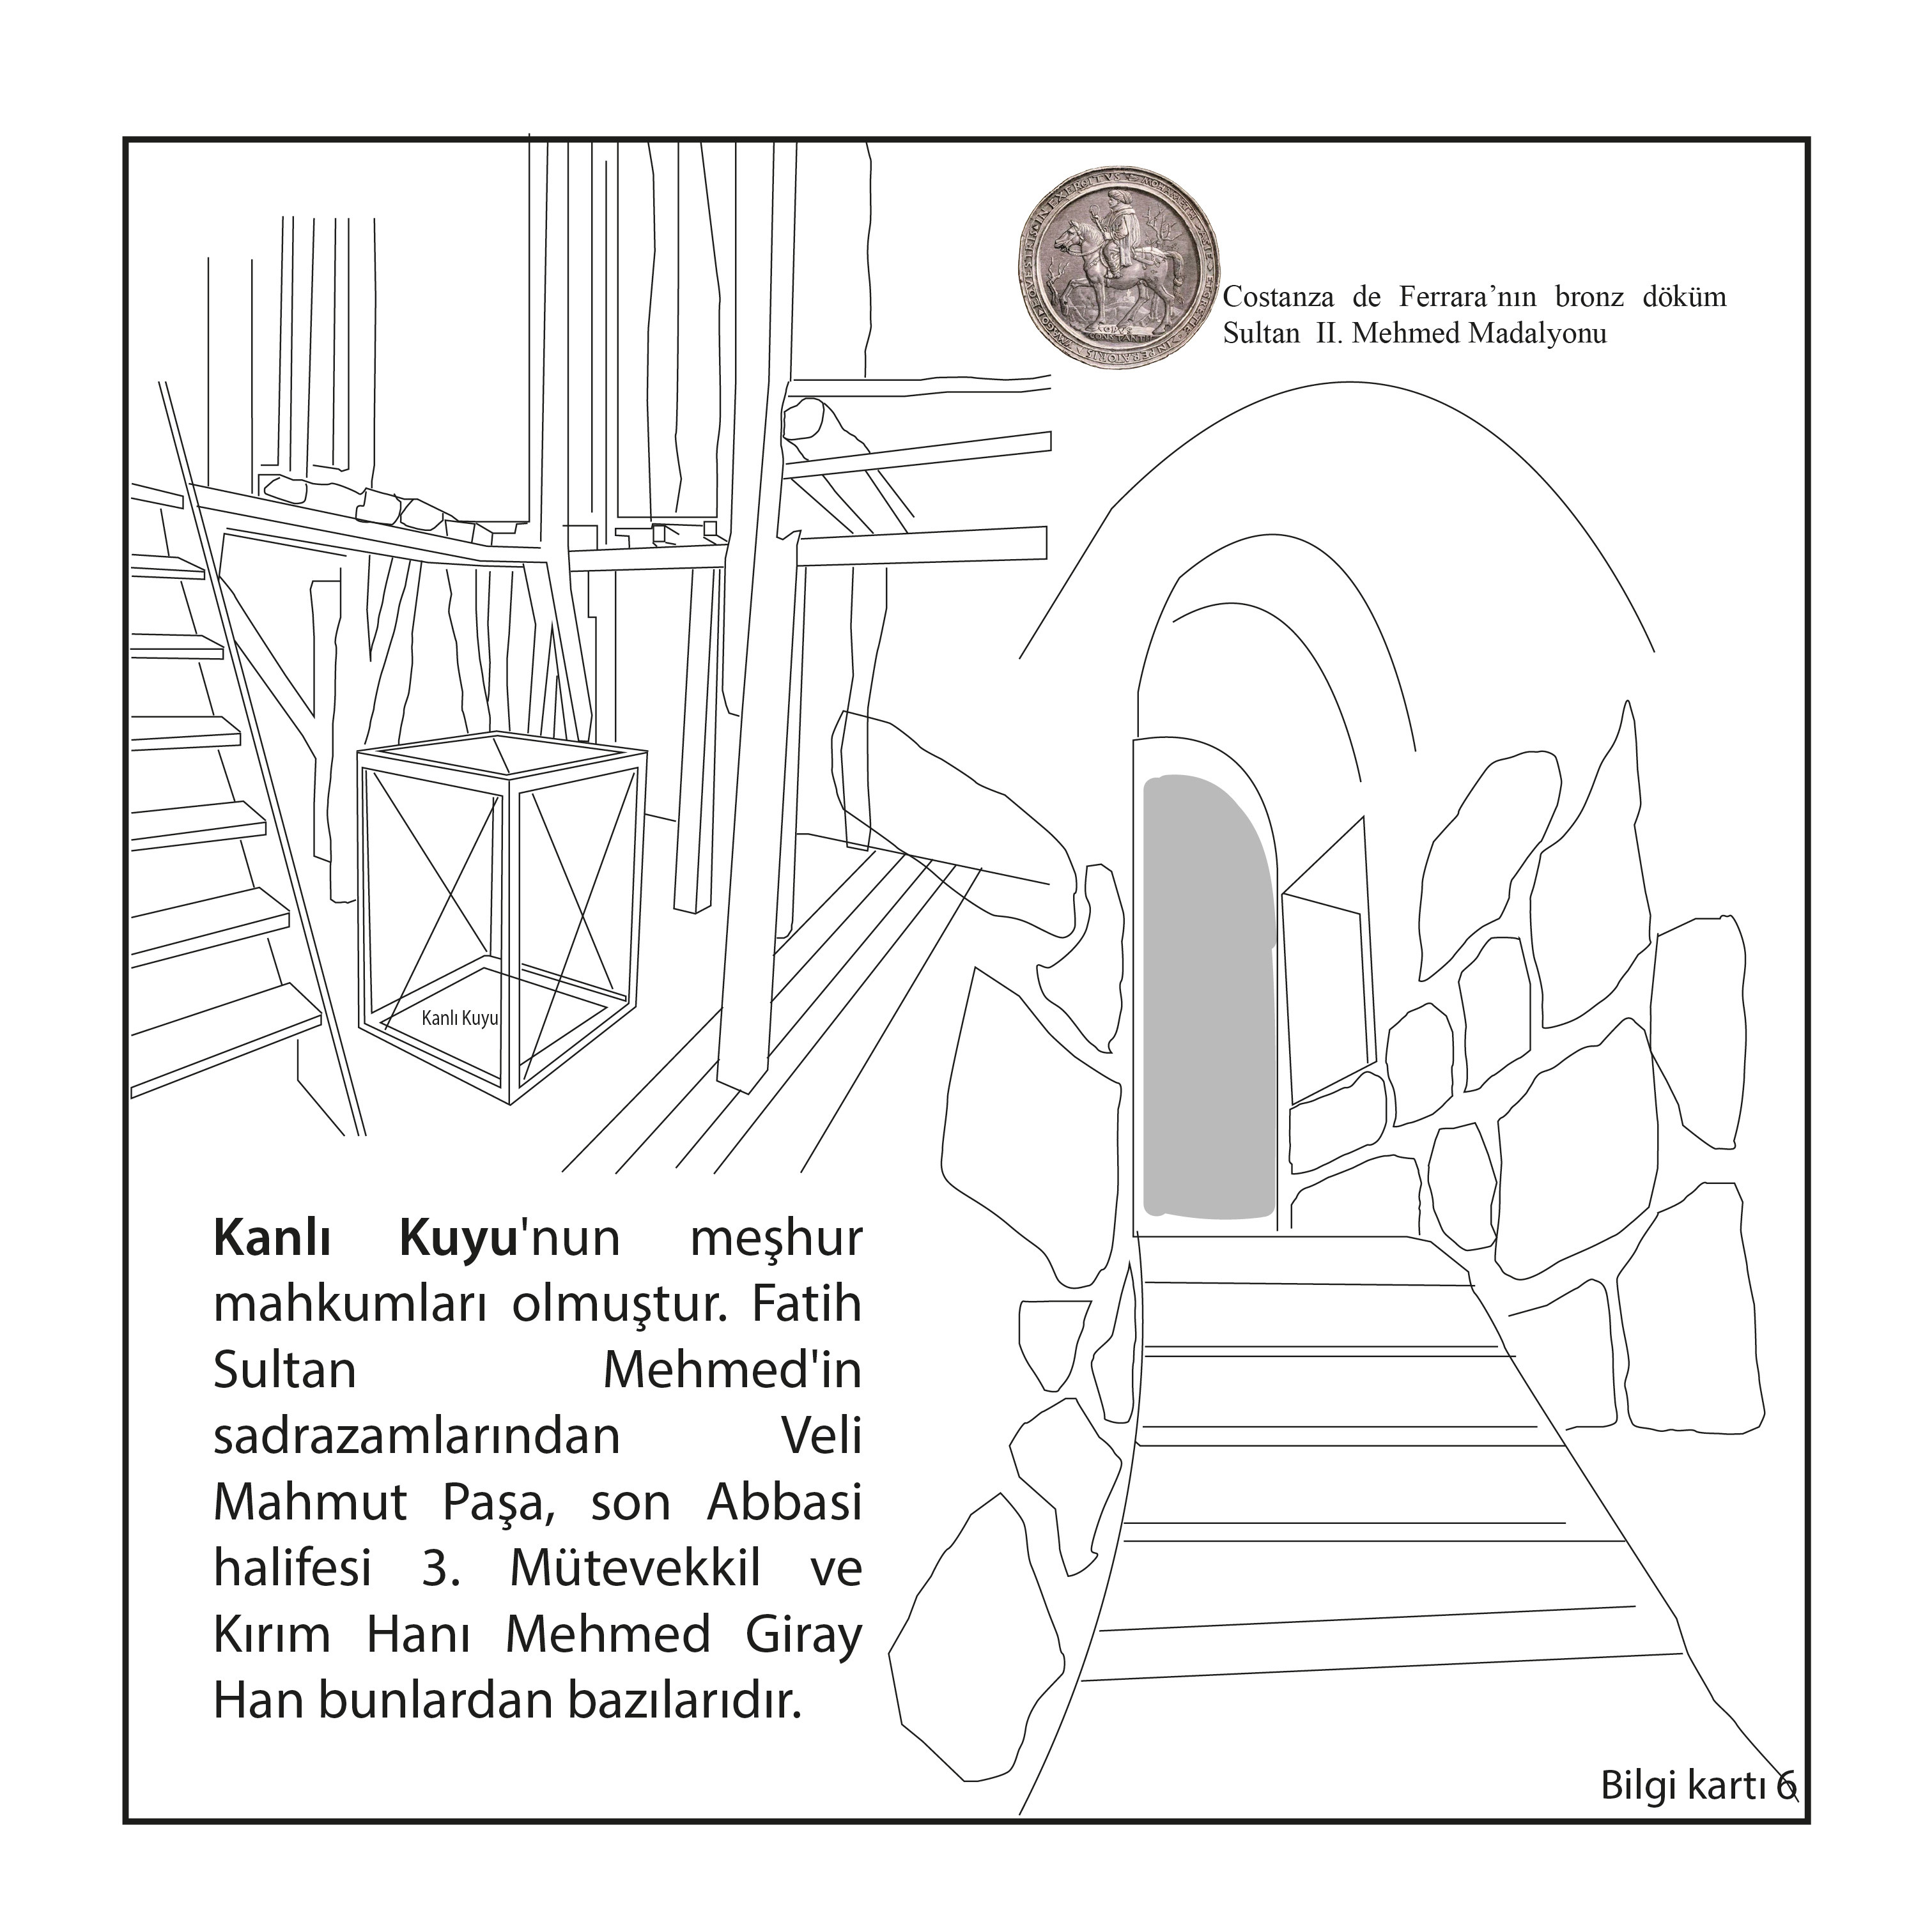 Costanza de Ferrara’nın bronz döküm
Sultan II. Mehmed Madalyonu
Kanlı Kuyu
Kanlı Kuyu'nun meşhur
mahkumları olmuştur. Fatih
Sultan Mehmed'in
sadrazamlarından Veli
Mahmut Paşa, son Abbasi
halifesi 3. Mütevekkil ve
Kırım Hanı Mehmed Giray
Han bunlardan bazılarıdır.
Bilgi kartı 6